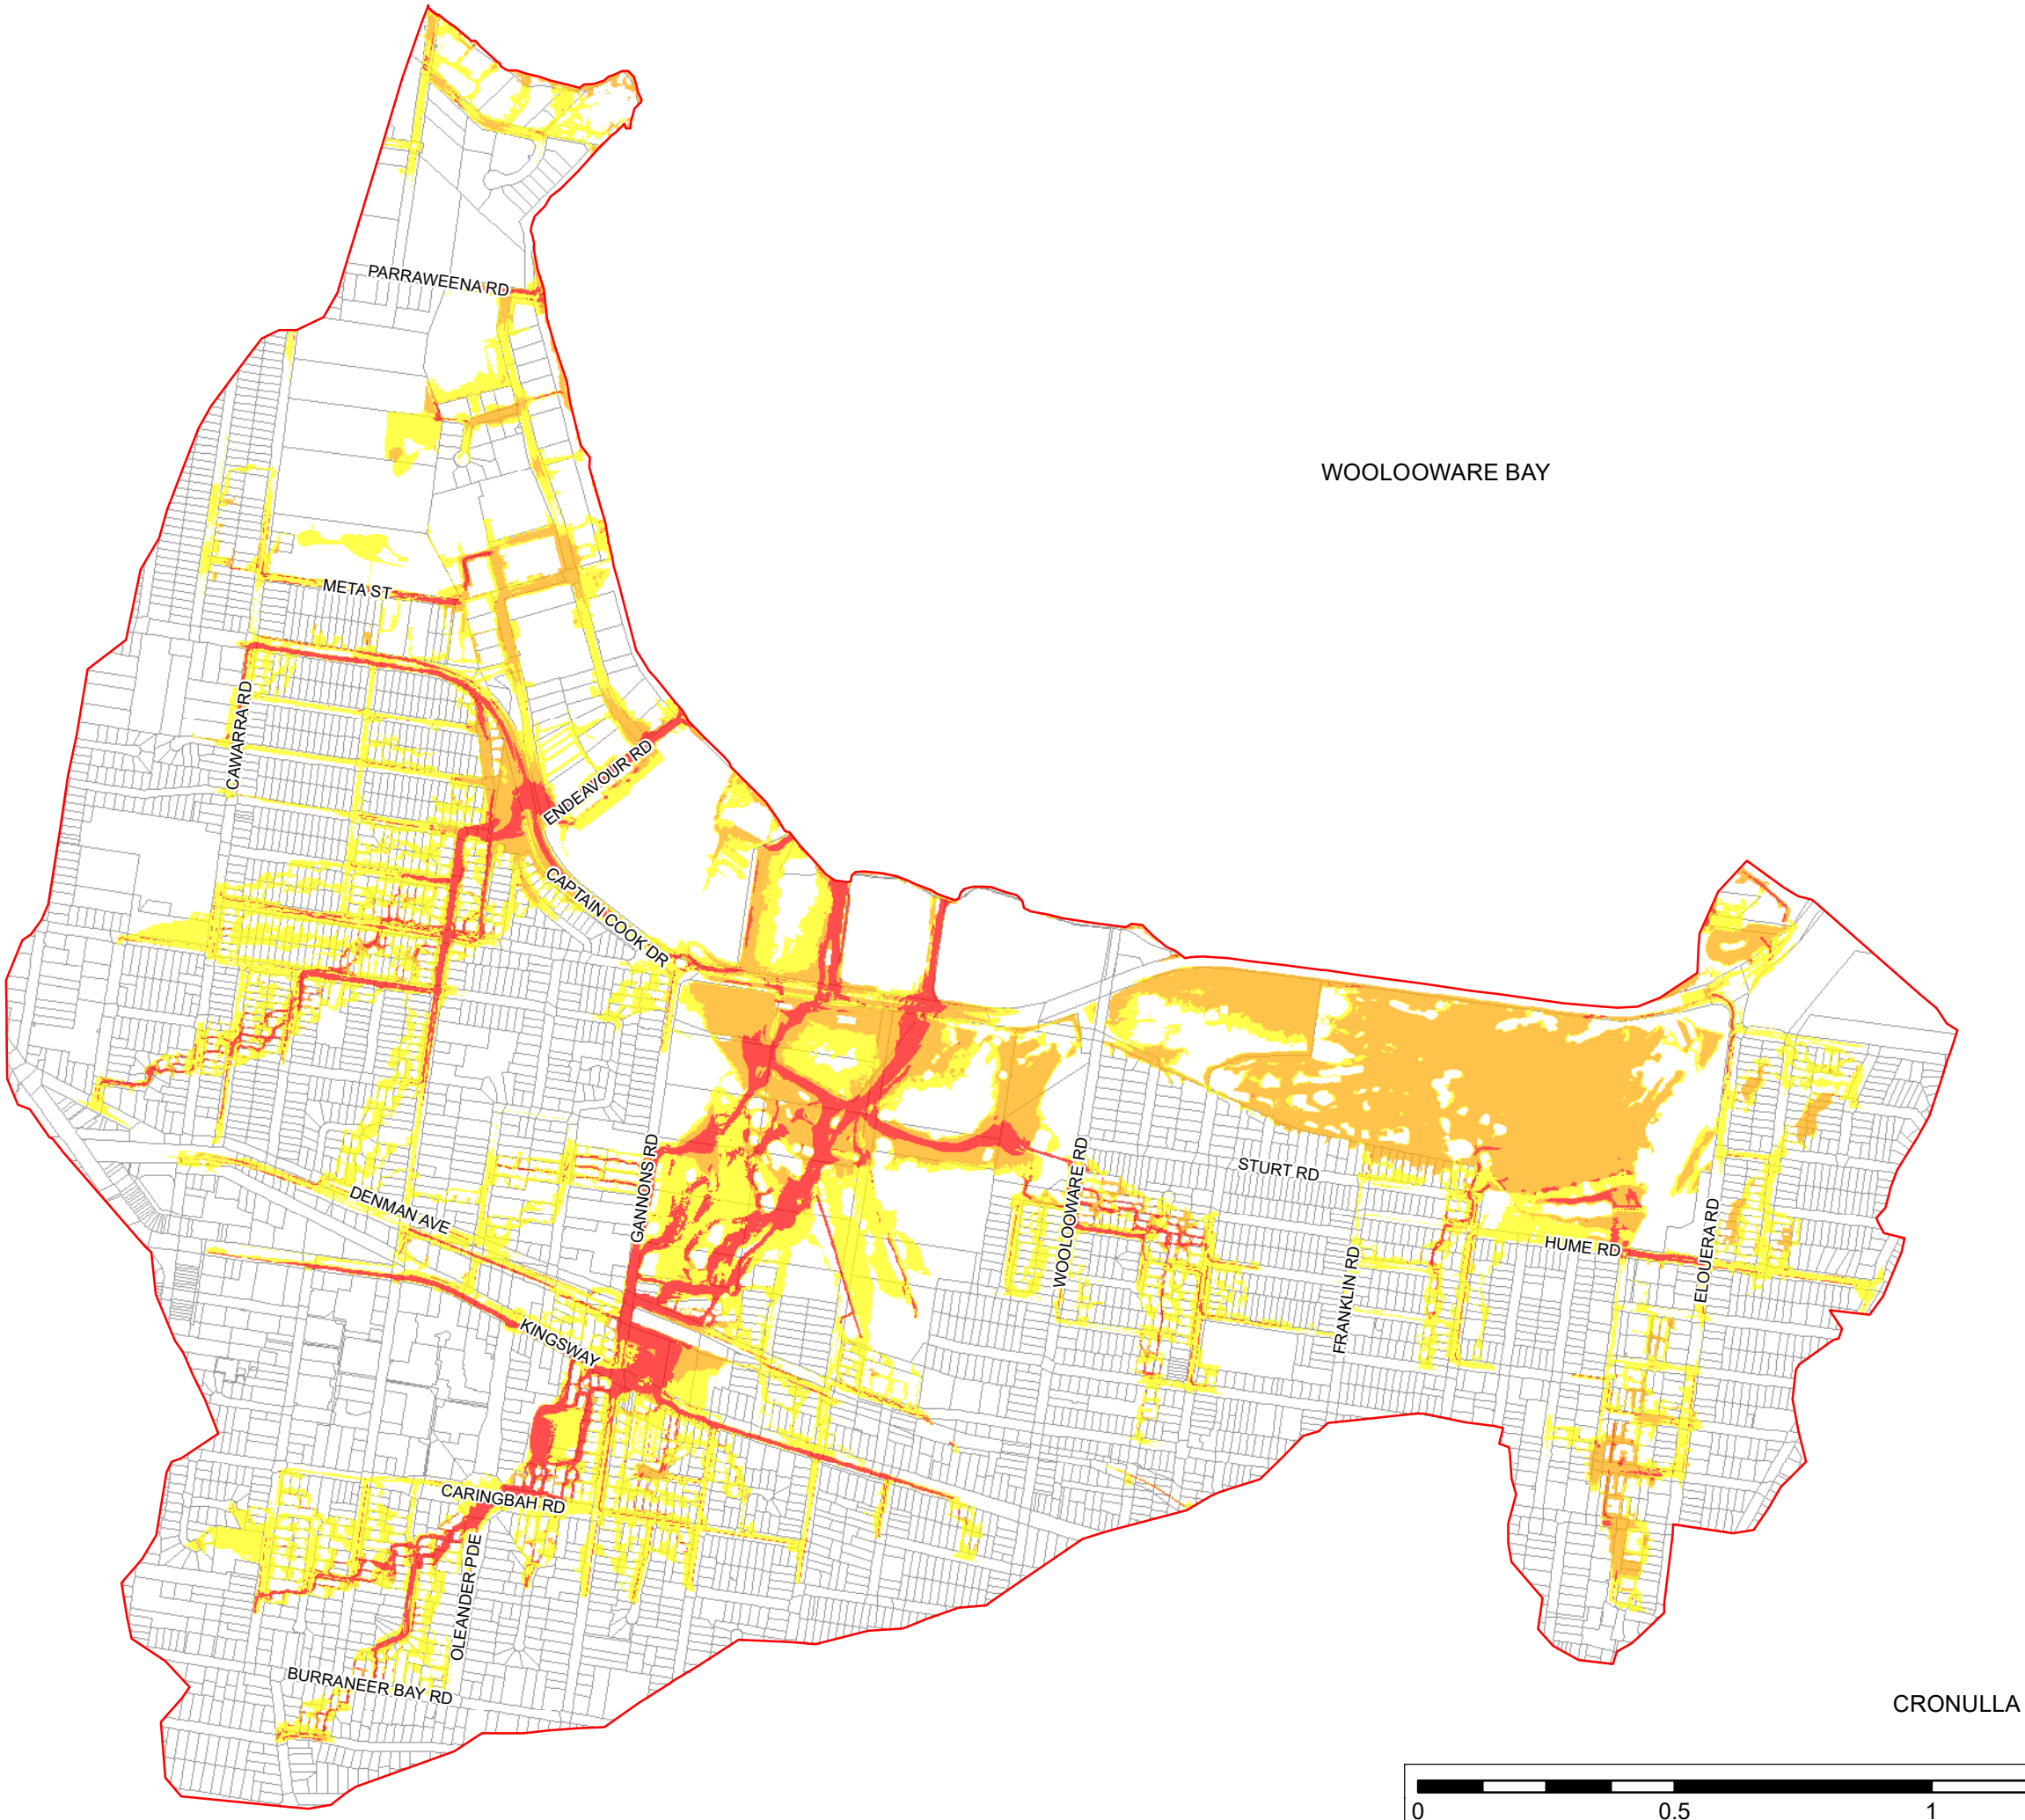 PARRAWEENA RD
WOOLOOWARE BAY
META ST
CAWARRA RD
ENDEAVOUR RD
CAPTAIN COOK DR
GANNONS RD
WOOLOOWARE RD
STURT RD
DENMAN AVE
ELOUERA RD
HUME RD
FRANKLIN RD
KINGSWAY
CARINGBAH RD
OLEANDER PDE
BURRANEER BAY RD
CRONULLA
0 0.5 1